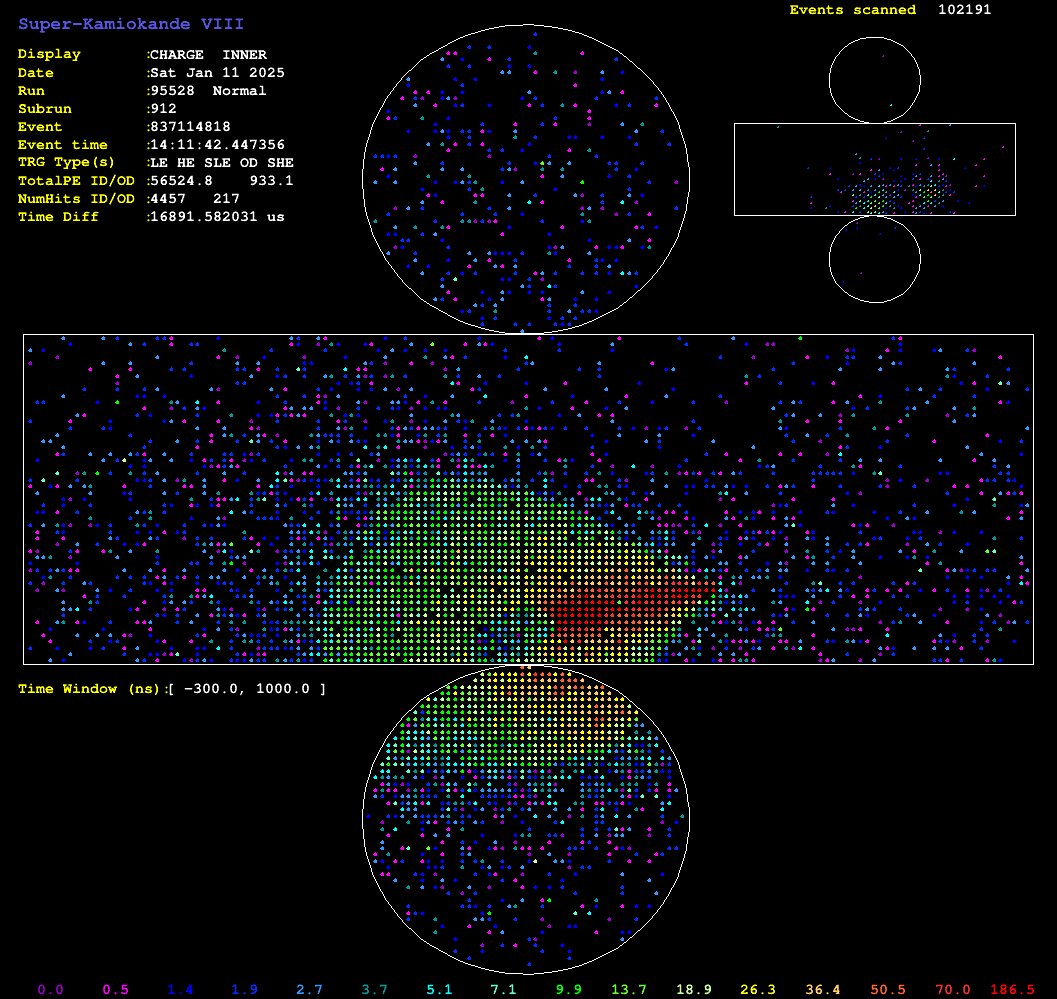 Super-Kamiokande VIII
Events scanned 102191
Display :CHARGE INNER
Date :Sat Jan 11 2025
Run :95528 Normal
Subrun :912
Event :837114818
Event time :14:11:42.447356
TRG Type(s) :LE HE SLE OD SHE
TotalPE ID/OD :56524.8 933.1
NumHits ID/OD :4457 217
Time Diff :16891.582031 us
Time Window (ns):[ -300.0, 1000.0 ]
0.0 0.5 1.4 1.9 2.7 3.7 5.1 7.1 9.9 13.7 18.9 26.3 36.4 50.5 70.0 186.5